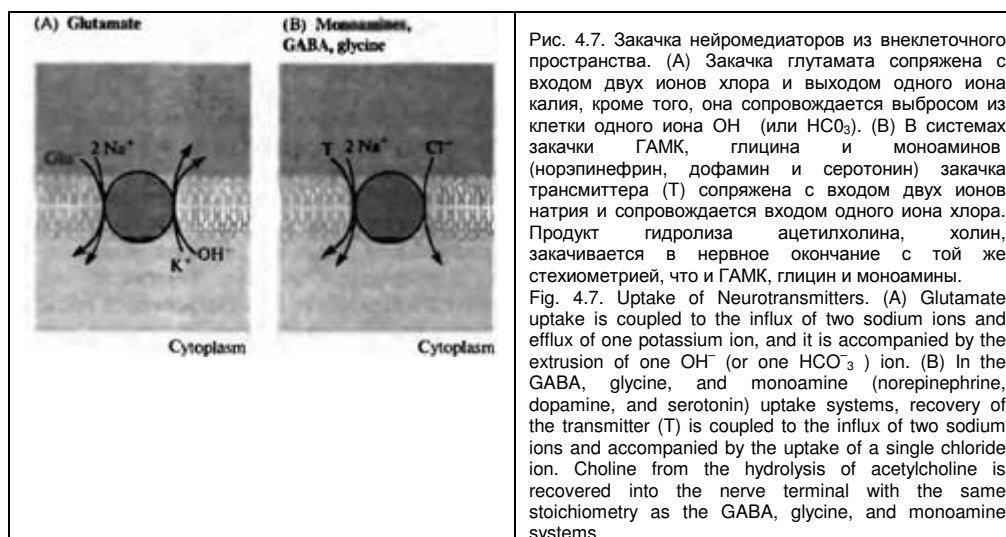 (A) Glutamate
(B) Monoamines,
GABA, glycine
Glu⁻
2 Na⁺
K⁺
OH⁻
Cytoplasm
T
2 Na⁺
Cl⁻
Cytoplasm
Рис. 4.7. Закачка нейромедиаторов из внеклеточного
пространства. (А) Закачка глутамата сопряжена с
входом двух ионов хлора и выходом одного иона
калия, кроме того, она сопровождается выбросом из
клетки одного иона ОН (или НС0₃). (В) В системах
закачки ГАМК, глицина и моноаминов
(норэпинефрин, дофамин и серотонин) закачка
трансмиттера (Т) сопряжена с входом двух ионов
натрия и сопровождается входом одного иона хлора.
Продукт гидролиза ацетилхолина, холин,
закачивается в нервное окончание с той же
стехиометрией, что и ГАМК, глицин и моноамины.
Fig. 4.7. Uptake of Neurotransmitters. (A) Glutamate
uptake is coupled to the influx of two sodium ions and
efflux of one potassium ion, and it is accompanied by the
extrusion of one OH⁻ (or one HCO⁻₃ ) ion. (B) In the
GABA, glycine, and monoamine (norepinephrine,
dopamine, and serotonin) uptake systems, recovery of
the transmitter (T) is coupled to the influx of two sodium
ions and accompanied by the uptake of a single chloride
ion. Choline from the hydrolysis of acetylcholine is
recovered into the nerve terminal with the same
stoichiometry as the GABA, glycine, and monoamine
systems